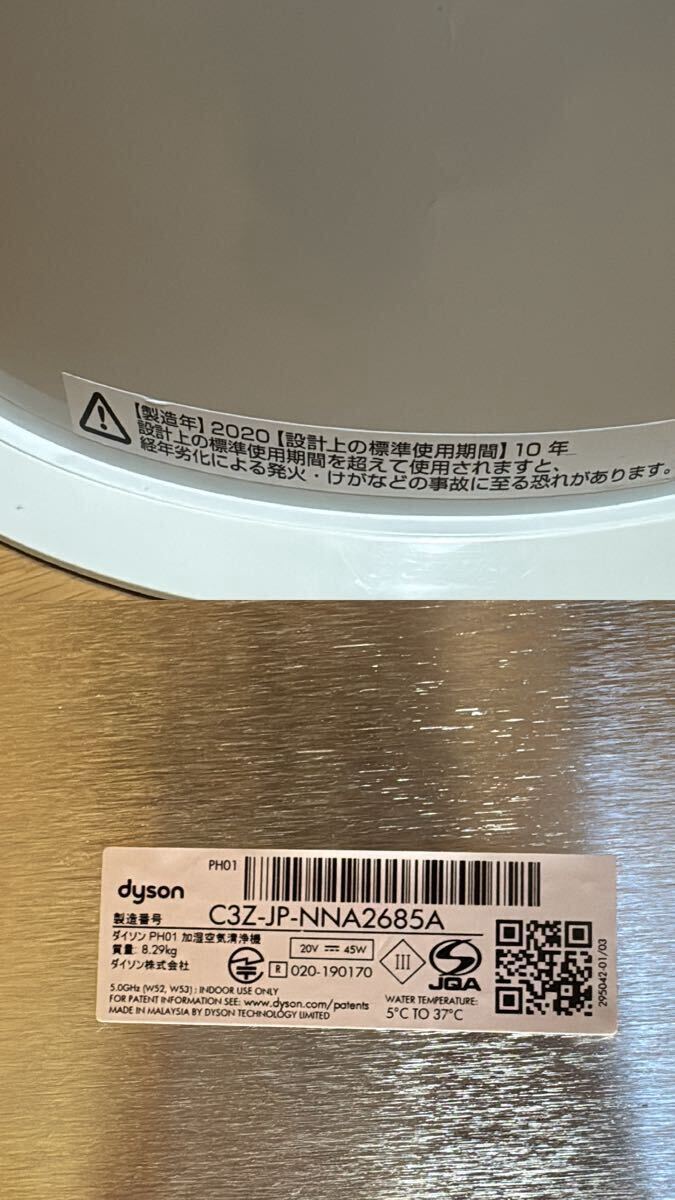 【製造年】2020【設計上の標準使用期間】10 年
設計上の標準使用期間を超えて使用されますと、
経年劣化による発火・けがなどの事故に至る恐れがあります。
PH01
dyson
製造番号 C3Z-JP-NNA2685A
ダイソン PH01 加湿空気清浄機
質量: 8.29kg
ダイソン株式会社
20V 45W
R 020-190170
III
JQA
5.0GHz (W52, W53) : INDOOR USE ONLY
FOR PATENT INFORMATION SEE: www.dyson.com/patents
MADE IN MALAYSIA BY DYSON TECHNOLOGY LIMITED
WATER TEMPERATURE:
5°C TO 37°C
295042-01/03